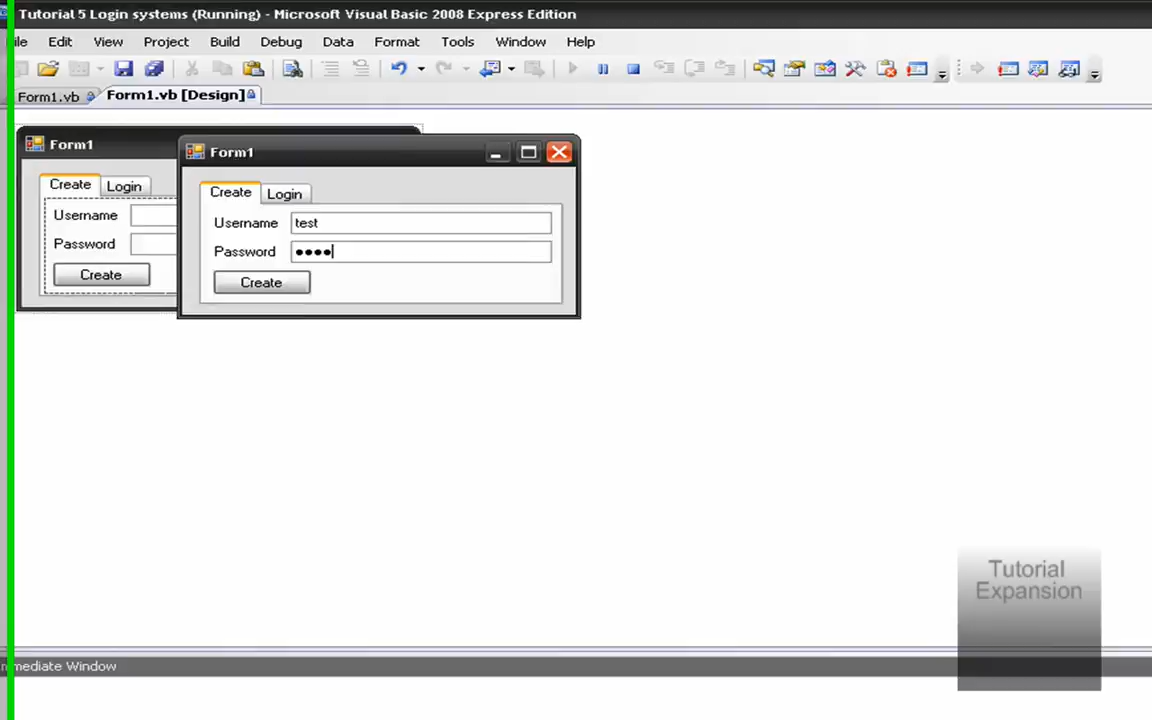 Tutorial 5 Login systems (Running) - Microsoft Visual Basic 2008 Express Edition
ile Edit View Project Build Debug Data Format Tools Window Help
Form1.vb Form1.vb [Design]
Form1
Create Login
Username
Password
Create
Form1
Create Login
Username test
Password ●●●●
Create
Tutorial
Expansion
mmediate Window